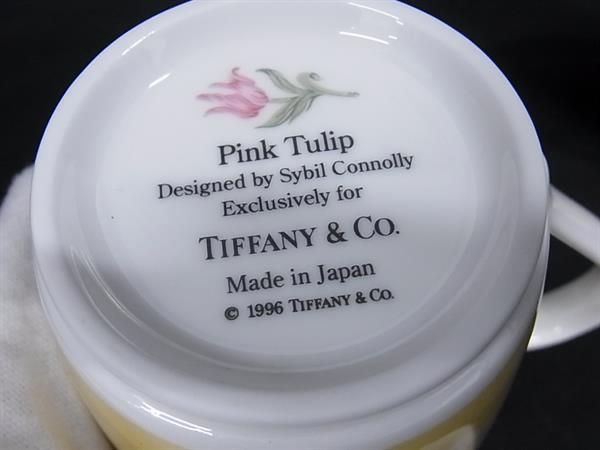 Pink Tulip
Designed by Sybil Connolly
Exclusively for
TIFFANY & CO.
Made in Japan
© 1996 TIFFANY & CO.